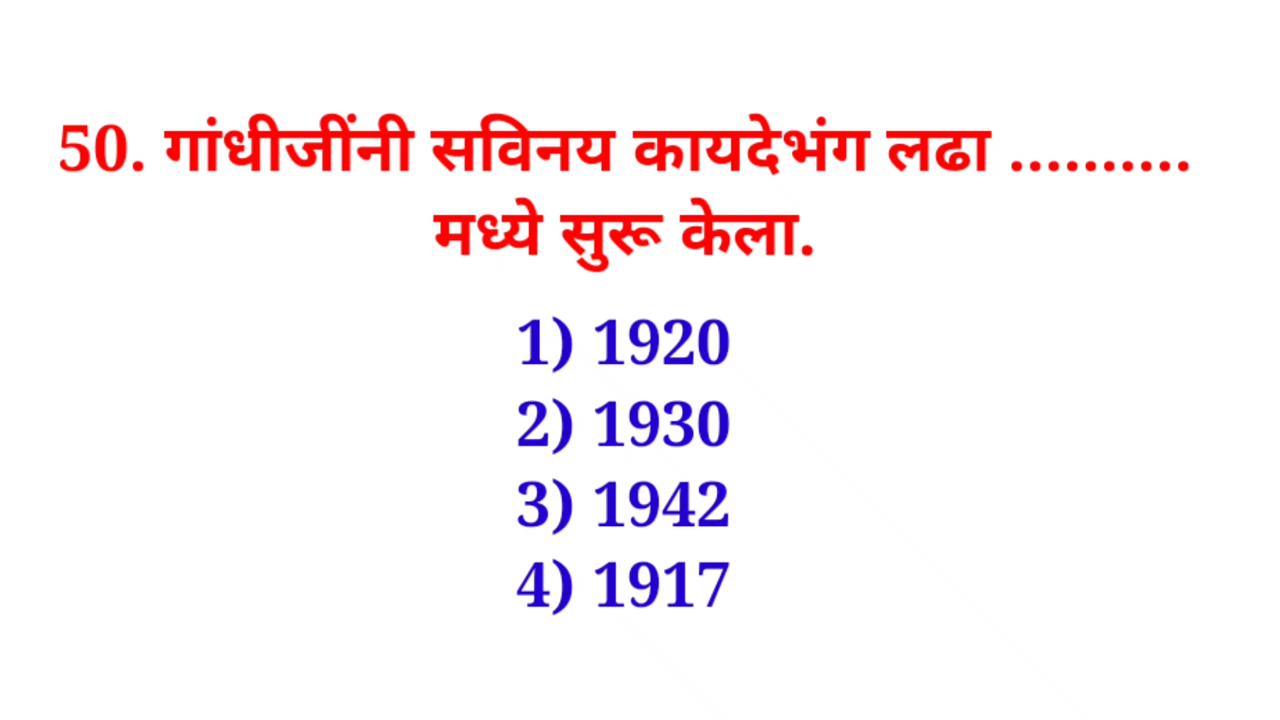 50. गांधीजींनी सविनय कायदेभंग लढा ..........
मध्ये सुरू केला.
1) 1920
2) 1930
3) 1942
4) 1917